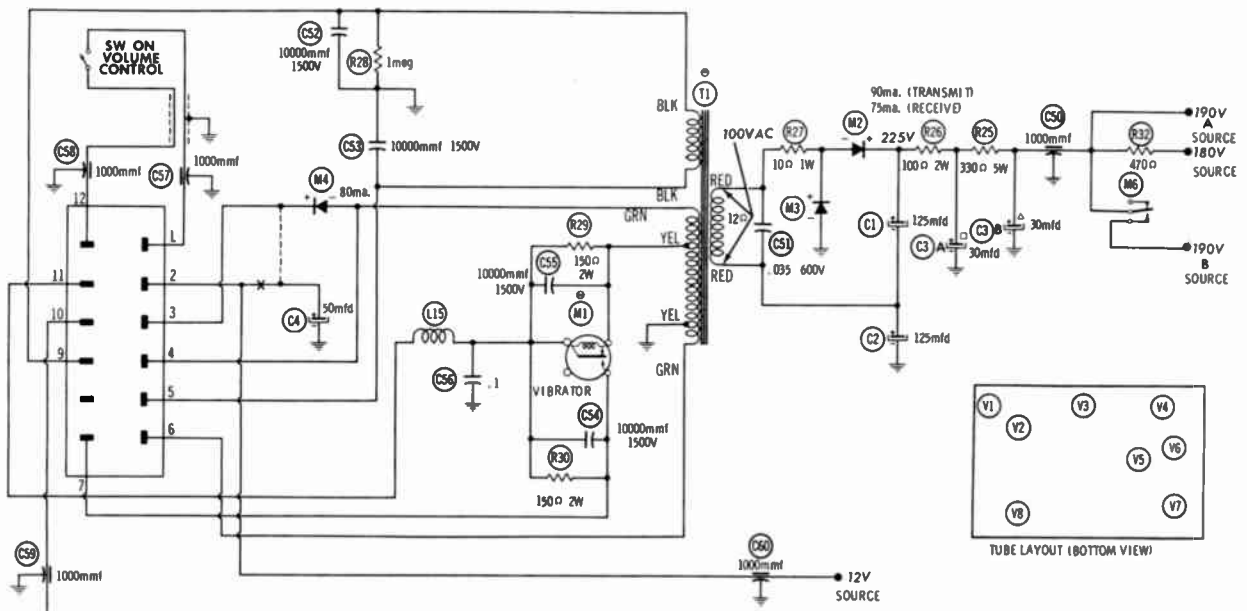 SW ON
VOLUME
CONTROL
C52
10000mmf
1500V
R28
1meg
C58
1000mmf
C57
1000mmf
C53
10000mmf 1500V
M4
80ma.
BLK
BLK
GRN
YEL
YEL
GRN
T1
RED
RED
100VAC
12Ω
R27
10Ω 1W
M3
C51
.035 600V
90ma. (TRANSMIT)
75ma. (RECEIVE)
M2
225V
R26
100Ω 2W
R25
330Ω 5W
C50
1000mmf
C1
125mfd
C2
125mfd
C3 A
30mfd
C3 B
30mfd
R32
470Ω
M6
190V
A
SOURCE
180V
SOURCE
190V
B
SOURCE
12
11
10
9
7
1
2
3
4
5
6
C4
50mfd
L15
C56
.1
R29
150Ω
2W
C55
10000mmf
1500V
M1
VIBRATOR
C54
10000mmf
1500V
R30
150Ω 2W
C59
1000mmf
C60
1000mmf
12V
SOURCE
V1
V2
V3
V4
V5
V6
V7
V8
TUBE LAYOUT (BOTTOM VIEW)